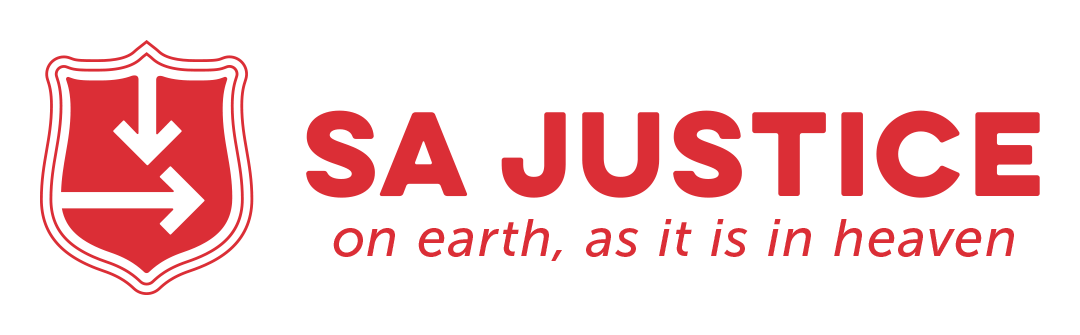 SA JUSTICE
on earth, as it is in heaven